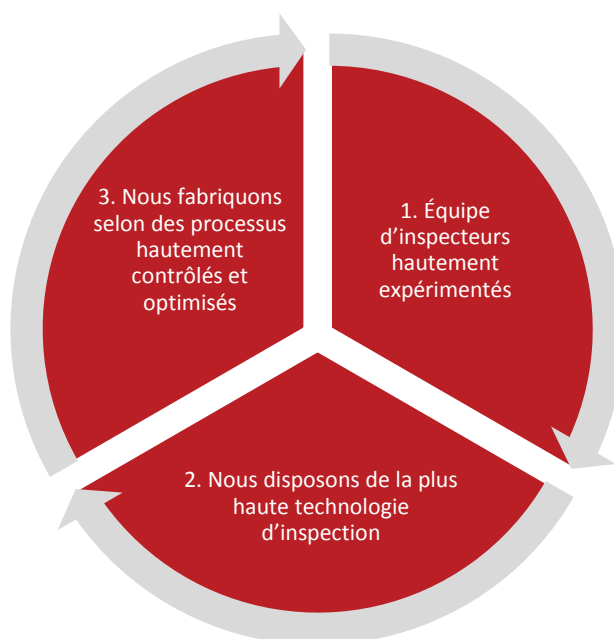 1. Équipe
d’inspecteurs
hautement
expérimentés
2. Nous disposons de la plus
haute technologie
d’inspection
3. Nous fabriquons
selon des processus
hautement
contrôlés et
optimisés